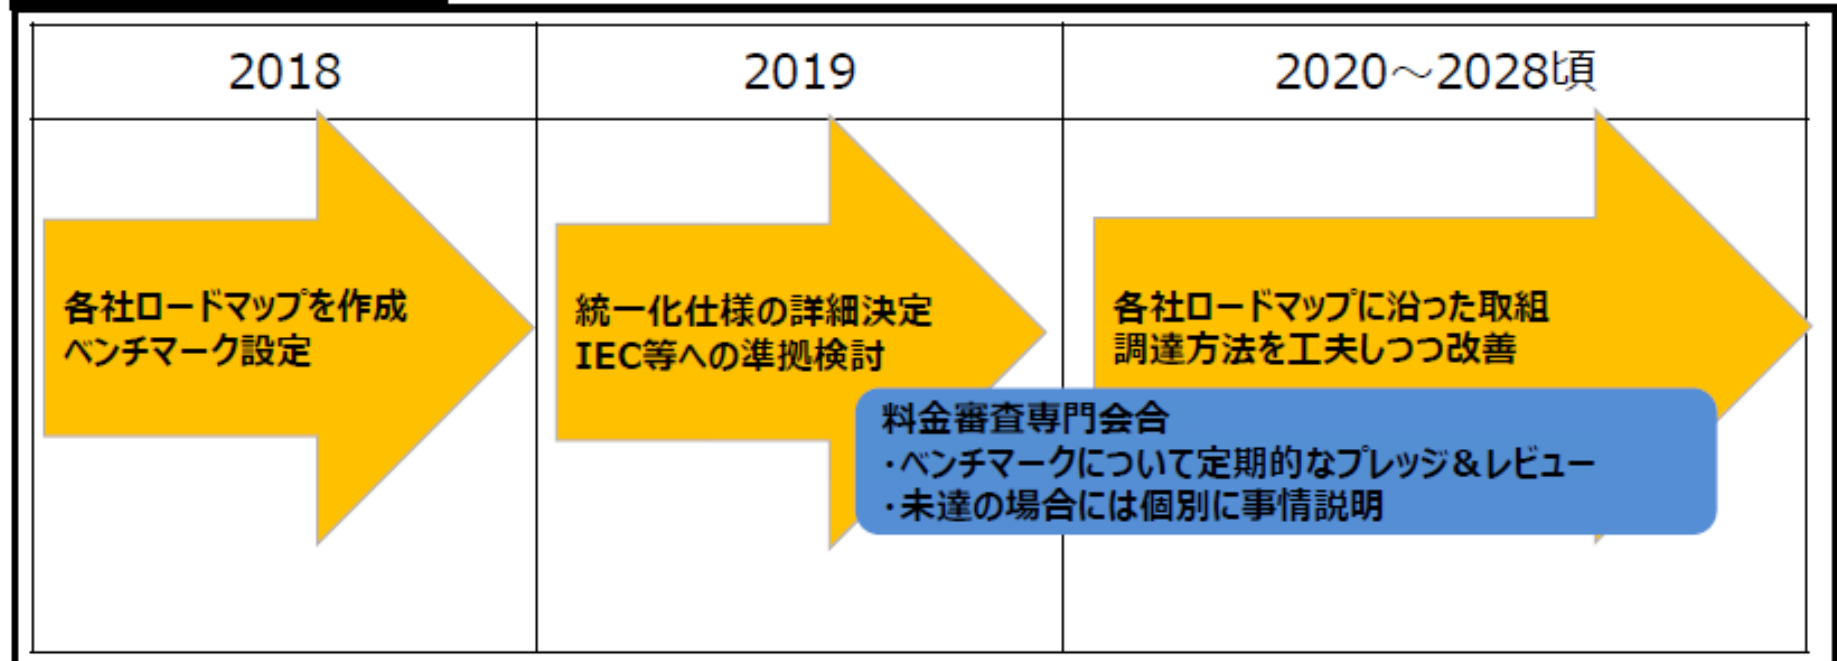 2018
2019
2020～2028頃
各社ロードマップを作成
ベンチマーク設定
統一化仕様の詳細決定
IEC等への準拠検討
各社ロードマップに沿った取組
調達方法を工夫しつつ改善
料金審査専門会合
・ベンチマークについて定期的なプレッジ＆レビュー
・未達の場合には個別に事情説明